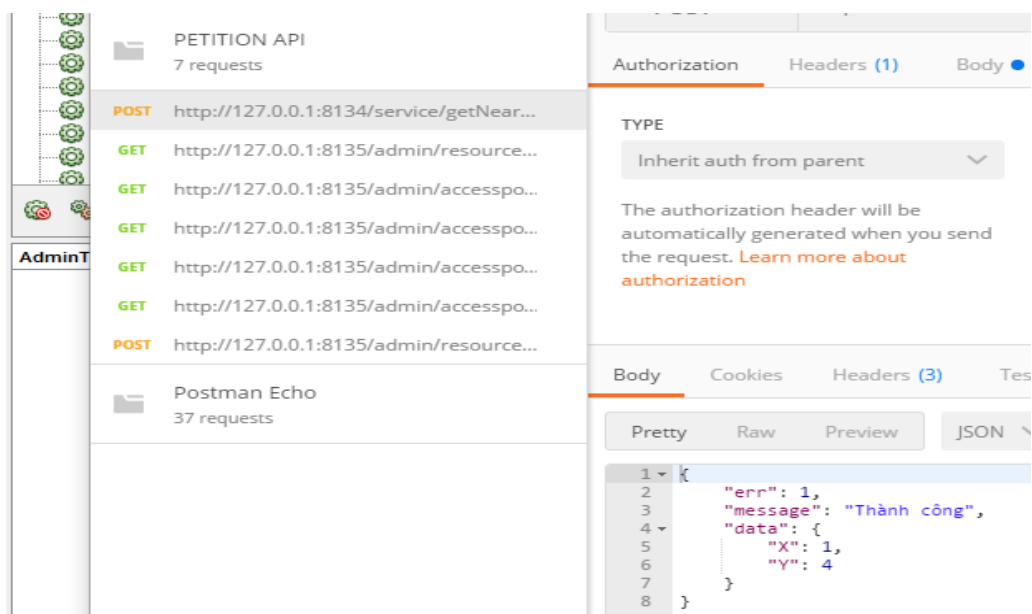 PETITION API
7 requests
POST http://127.0.0.1:8134/service/getNear...
GET http://127.0.0.1:8135/admin/resource...
GET http://127.0.0.1:8135/admin/accesspo...
GET http://127.0.0.1:8135/admin/accesspo...
GET http://127.0.0.1:8135/admin/accesspo...
GET http://127.0.0.1:8135/admin/accesspo...
POST http://127.0.0.1:8135/admin/resource...
Postman Echo
37 requests
AdminT
Authorization Headers (1) Body
TYPE
Inherit auth from parent
The authorization header will be
automatically generated when you send
the request. Learn more about
authorization
Body Cookies Headers (3) Tes
Pretty Raw Preview JSON
1 {
2 "err": 1,
3 "message": "Thành công",
4 "data": {
5 "X": 1,
6 "Y": 4
7 }
8 }